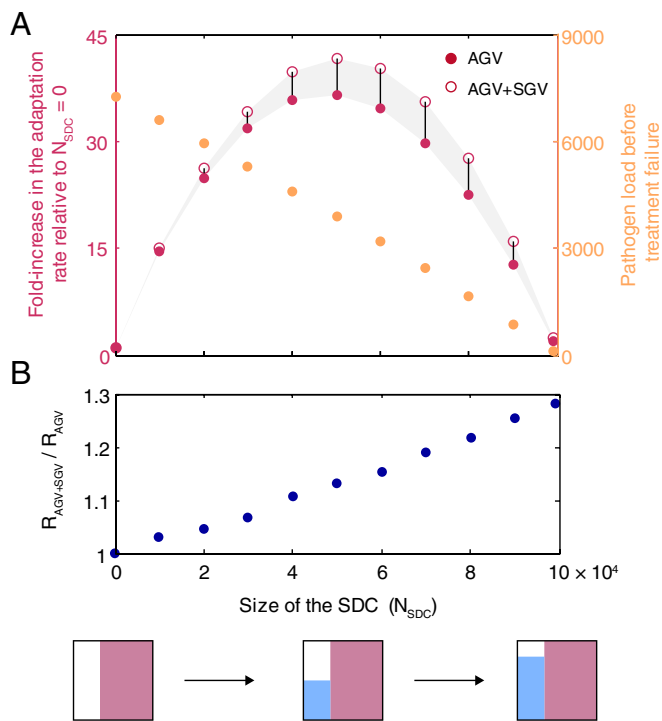 A
Fold-increase in the adaptation
rate relative to N_SDC = 0
45
30
15
0
AGV
AGV+SGV
9000
6000
3000
0
Pathogen load before
treatment failure
B
R_AGV+SGV / R_AGV
1.3
1.2
1.1
1
0 2 4 6 8 10 × 10⁴
Size of the SDC (N_SDC)